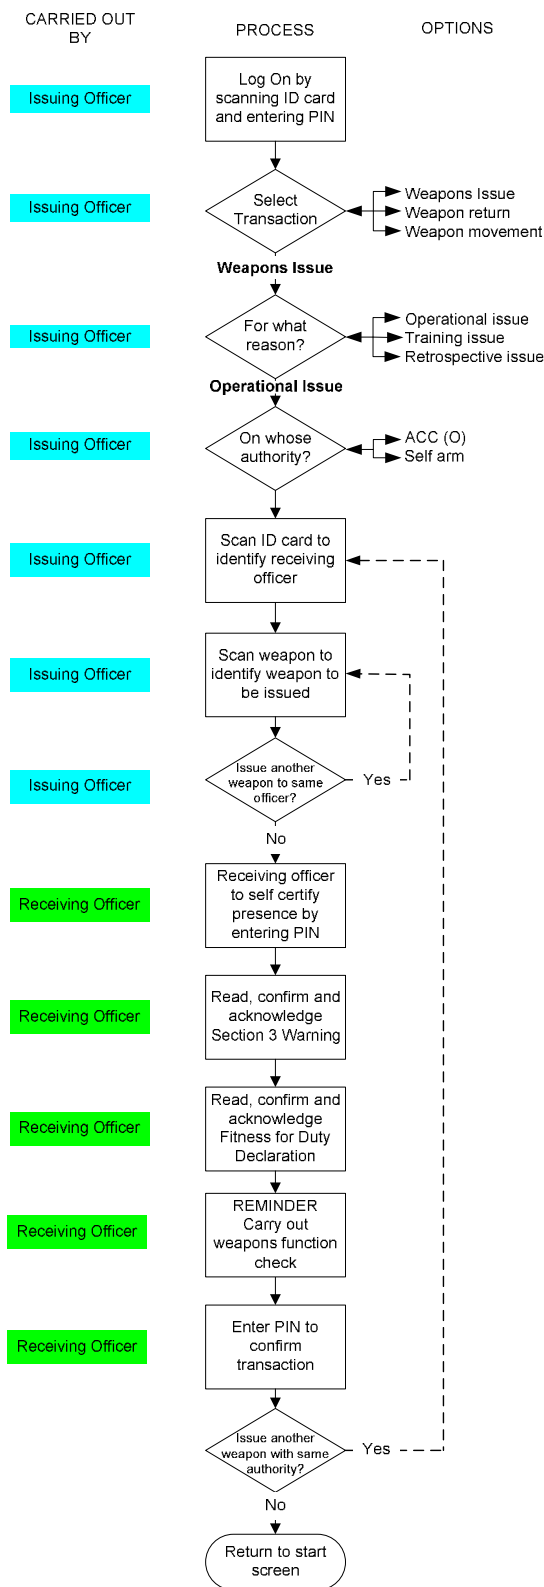 CARRIED OUT
BY
PROCESS
OPTIONS
Issuing Officer
Log On by
scanning ID card
and entering PIN
Issuing Officer
Select
Transaction
Weapons Issue
Weapon return
Weapon movement
Weapons Issue
Issuing Officer
For what
reason?
Operational issue
Training issue
Retrospective issue
Operational Issue
Issuing Officer
On whose
authority?
ACC (O)
Self arm
Issuing Officer
Scan ID card to
identify receiving
officer
Issuing Officer
Scan weapon to
identify weapon to
be issued
Issuing Officer
Issue another
weapon to same
officer?
Yes
No
Receiving Officer
Receiving officer
to self certify
presence by
entering PIN
Receiving Officer
Read, confirm and
acknowledge
Section 3 Warning
Receiving Officer
Read, confirm and
acknowledge
Fitness for Duty
Declaration
Receiving Officer
REMINDER
Carry out
weapons function
check
Receiving Officer
Enter PIN to
confirm
transaction
Issue another
weapon with same
authority?
Yes
No
Return to start
screen